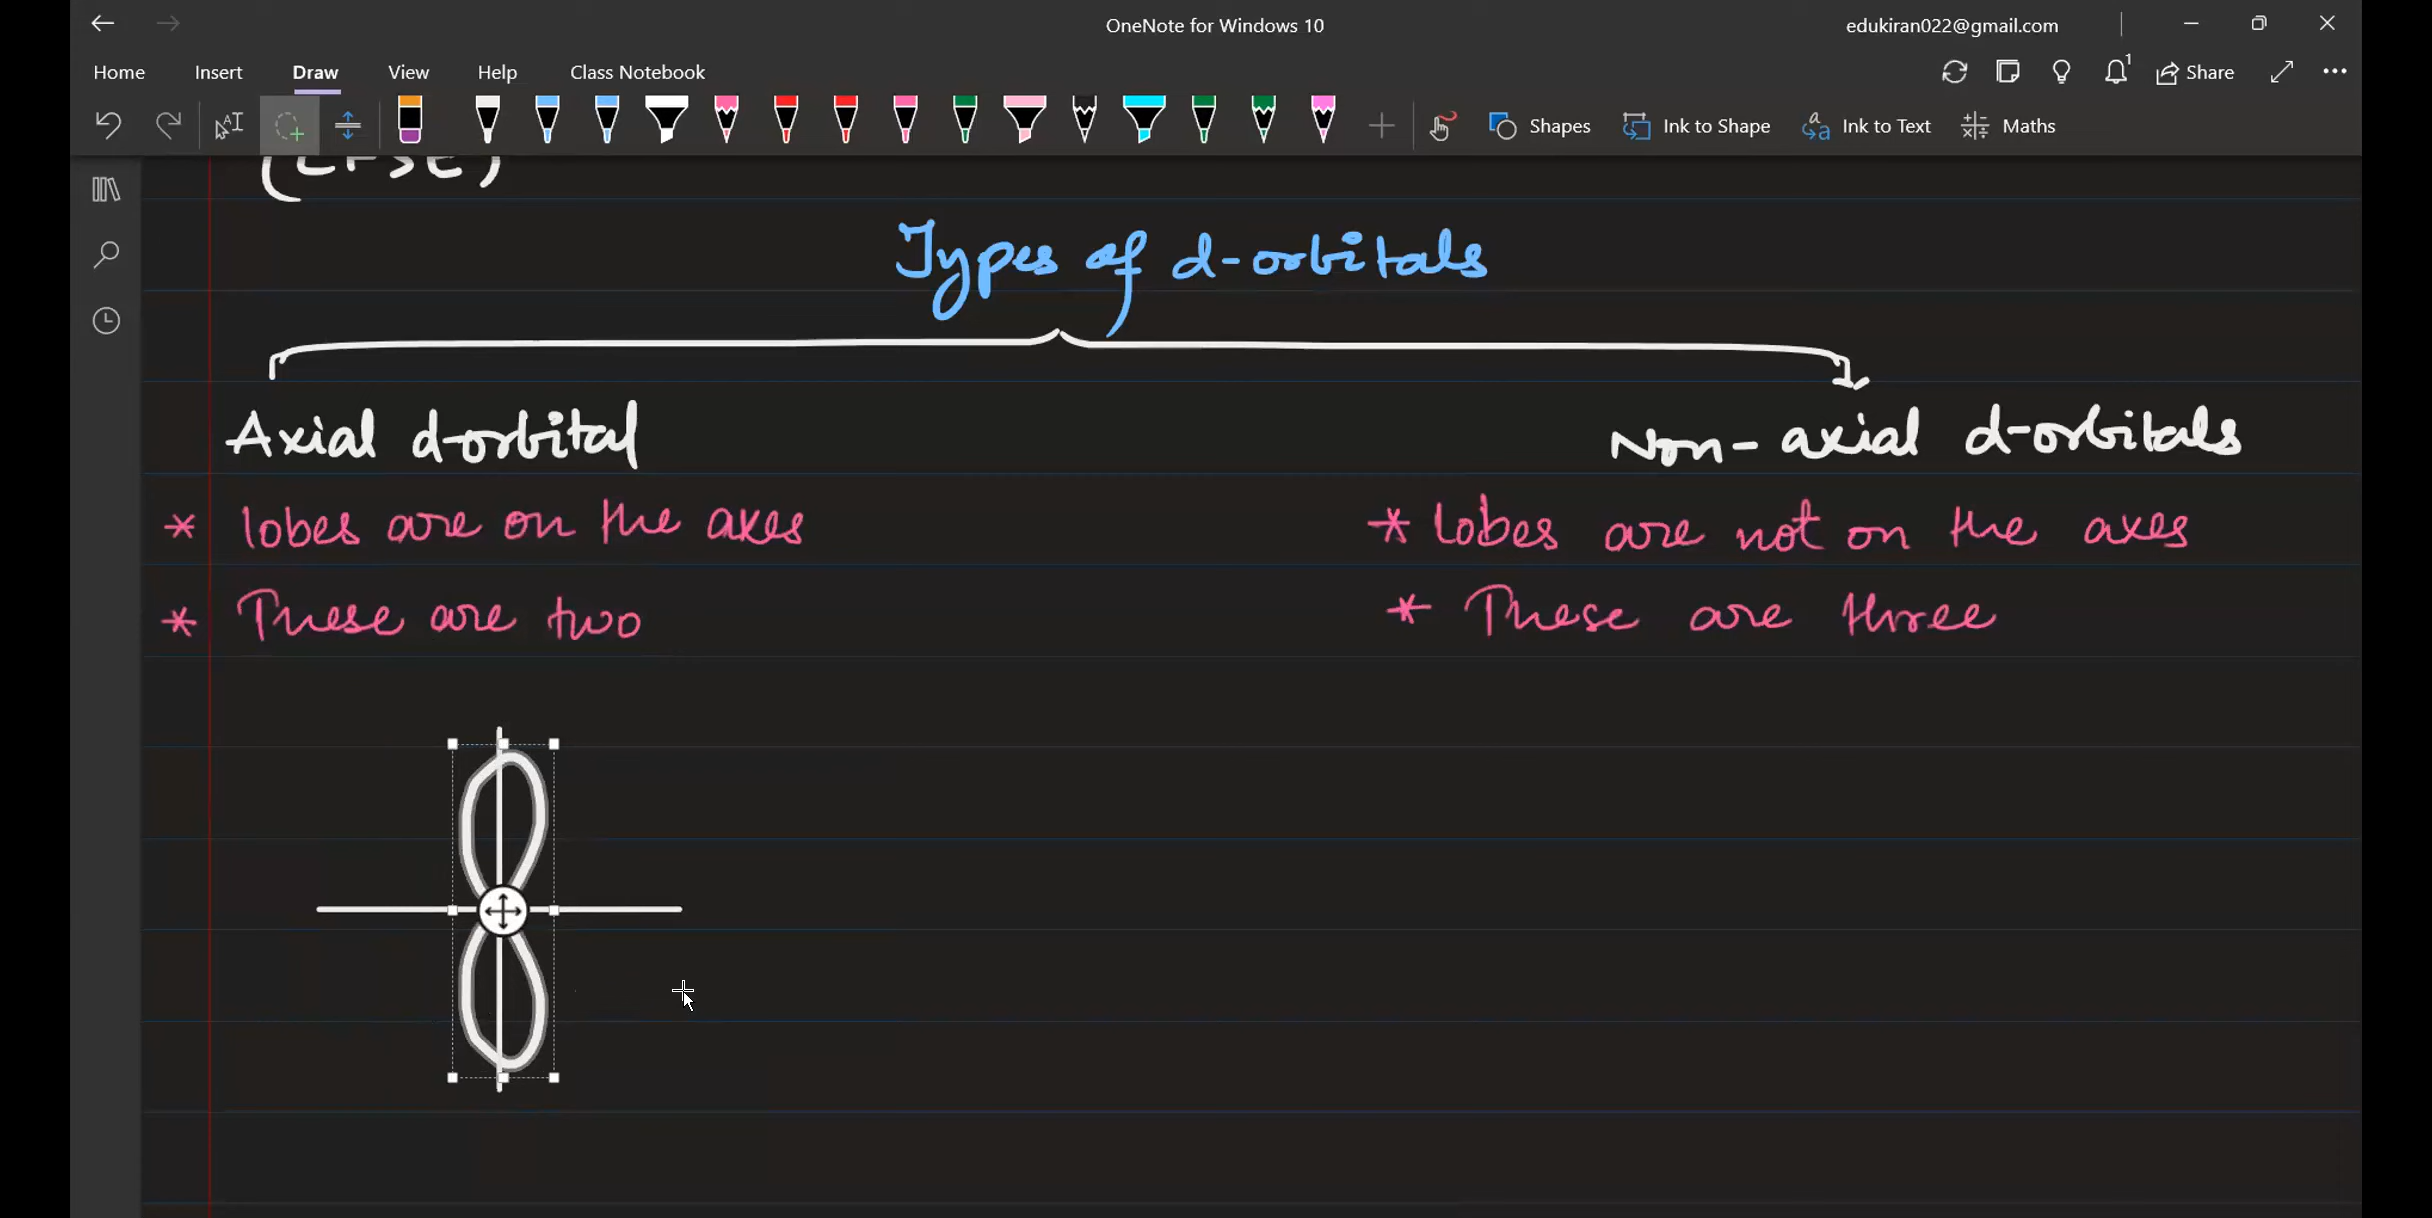 OneNote for Windows 10
edukiran022@gmail.com
Home Insert Draw View Help Class Notebook
Share
Shapes Ink to Shape Ink to Text Maths
(CFSE)
Types of d-orbitals
Axial d-orbital
Non-axial d-orbitals
* lobes are on the axes
* lobes are not on the axes
* These are two
* These are three